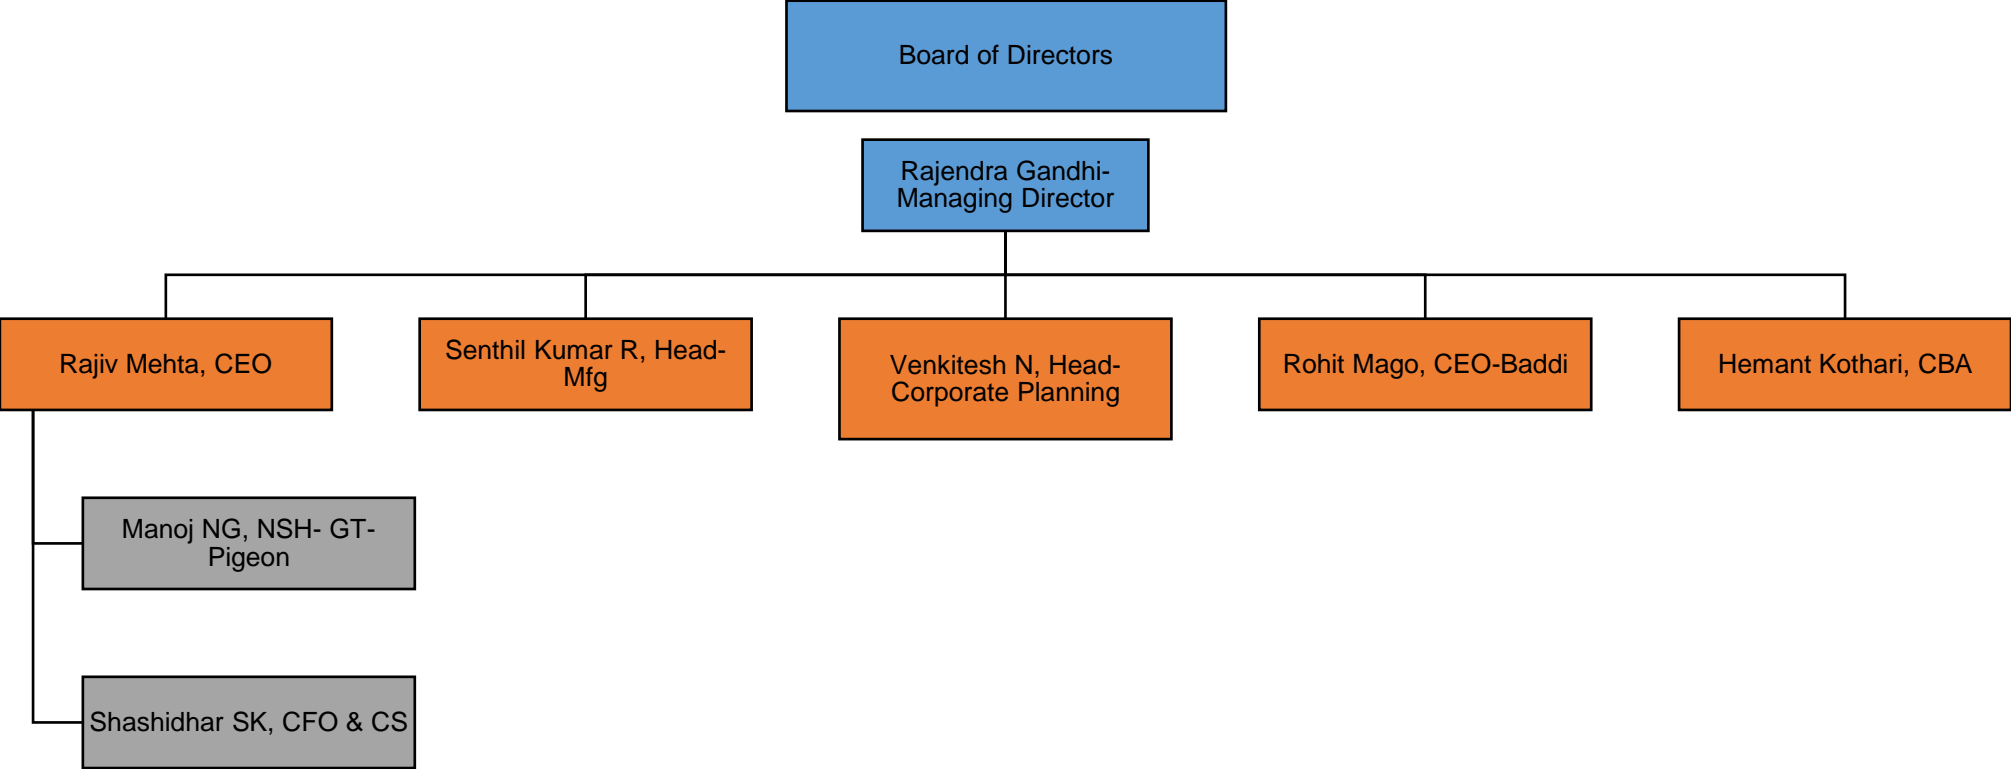 Board of Directors
Rajendra Gandhi-
Managing Director
Rajiv Mehta, CEO
Senthil Kumar R, Head-
Mfg
Venkitesh N, Head-
Corporate Planning
Rohit Mago, CEO-Baddi
Hemant Kothari, CBA
Manoj NG, NSH- GT-
Pigeon
Shashidhar SK, CFO & CS